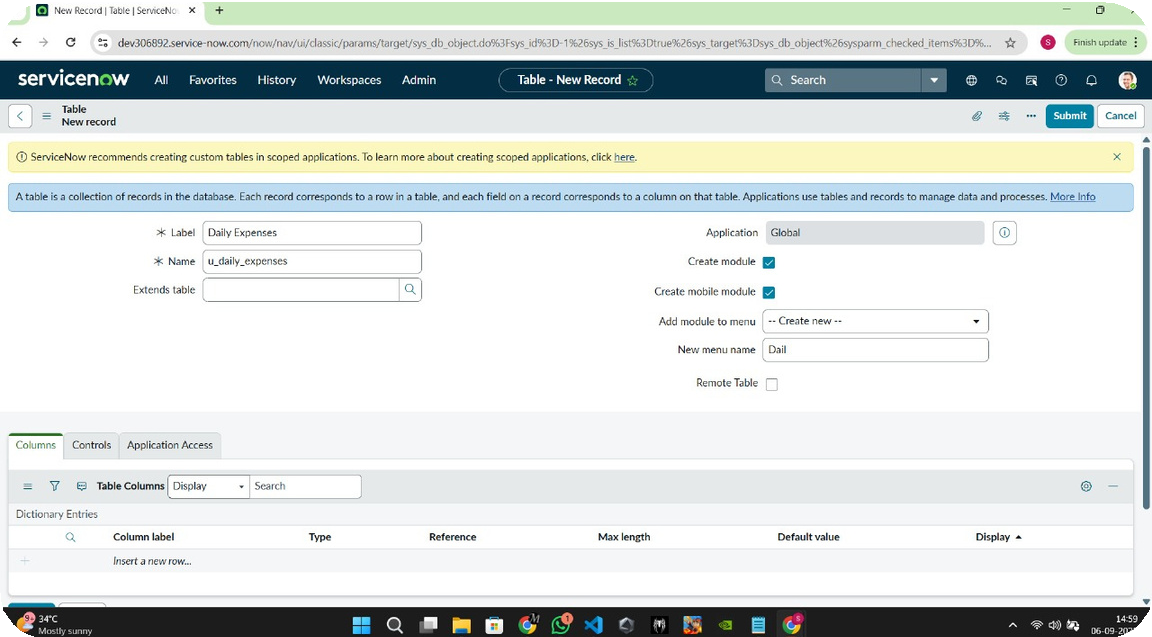 New Record | Table | ServiceNo
dev306892.service-now.com/now/nav/ui/classic/params/target/sys_db_object.do%3Fsys_id%3D-1%26sys_is_list%3Dtrue%26sys_target%3Dsys_db_object%26sysparm_checked_items%3D%...
S
Finish update
servicenow
All
Favorites
History
Workspaces
Admin
Table - New Record
Search
Table
New record
Submit
Cancel
ServiceNow recommends creating custom tables in scoped applications. To learn more about creating scoped applications, click here.
A table is a collection of records in the database. Each record corresponds to a row in a table, and each field on a record corresponds to a column on that table. Applications use tables and records to manage data and processes. More Info
Label
Daily Expenses
Application
Global
Name
u_daily_expenses
Create module
Extends table
Create mobile module
Add module to menu
-- Create new --
New menu name
Dail
Remote Table
Columns
Controls
Application Access
Table Columns
Display
Search
Dictionary Entries
Column label
Type
Reference
Max length
Default value
Display
Insert a new row...
34°C
Mostly sunny
14:59